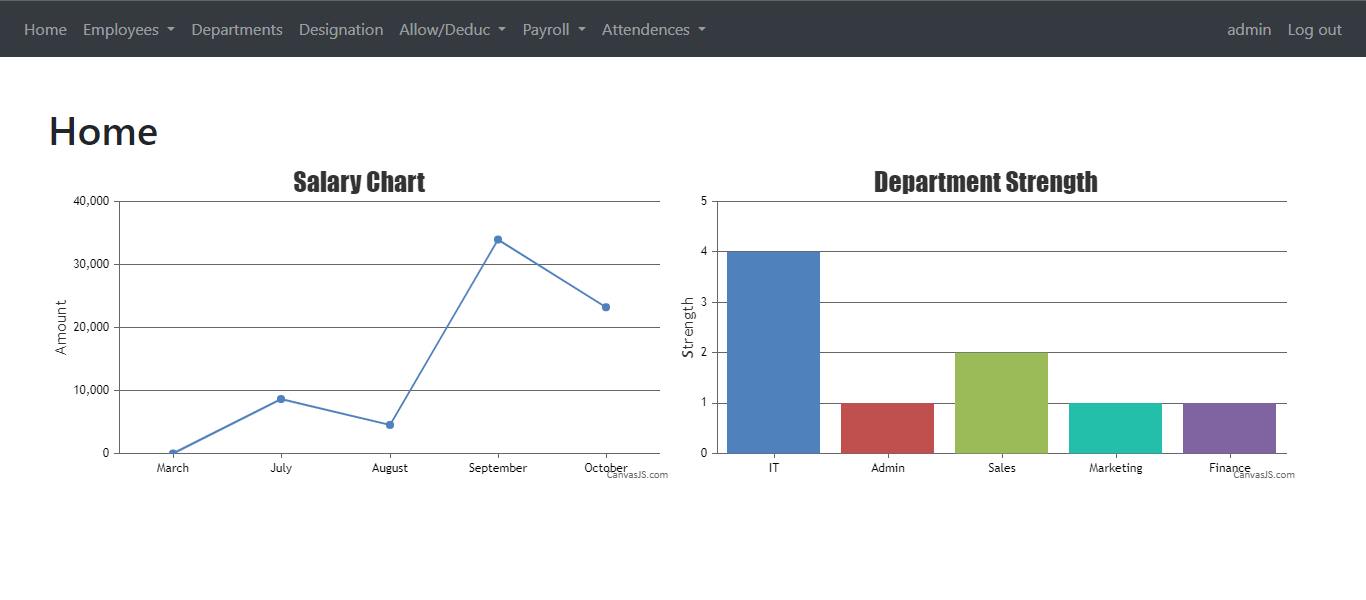 Home Employees Departments Designation Allow/Deduc Payroll Attendences admin Log out
Home
Salary Chart
40,000
30,000
20,000
10,000
0
Amount
March July August September October
CanvasJS.com
Department Strength
5
4
3
2
1
0
Strength
IT Admin Sales Marketing Finance
CanvasJS.com